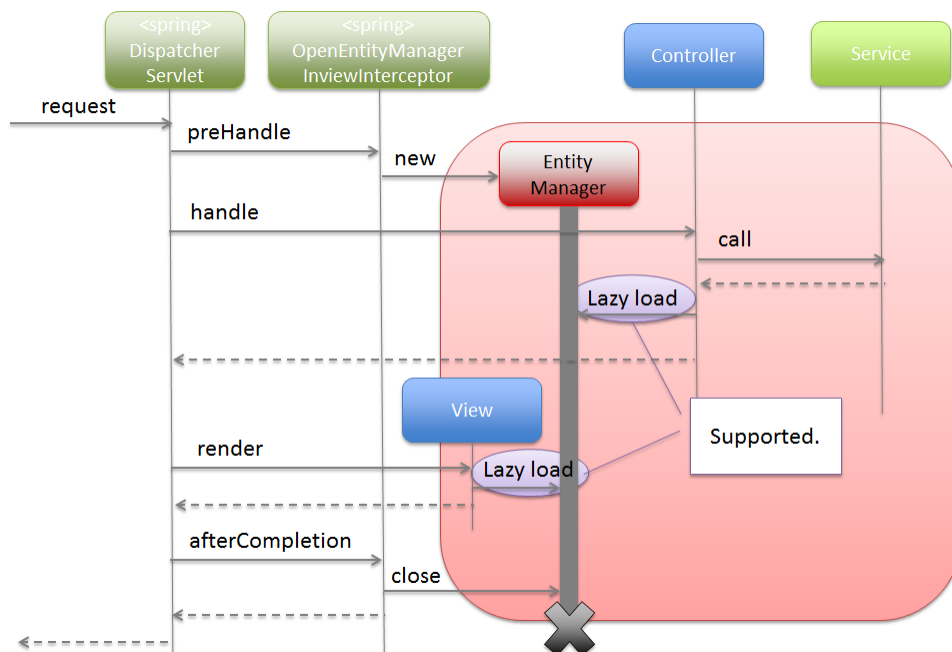 <spring>
Dispatcher
Servlet
<spring>
OpenEntityManager
InviewInterceptor
Controller
Service
request
preHandle
new
Entity
Manager
handle
call
Lazy load
View
Supported.
render
Lazy load
afterCompletion
close